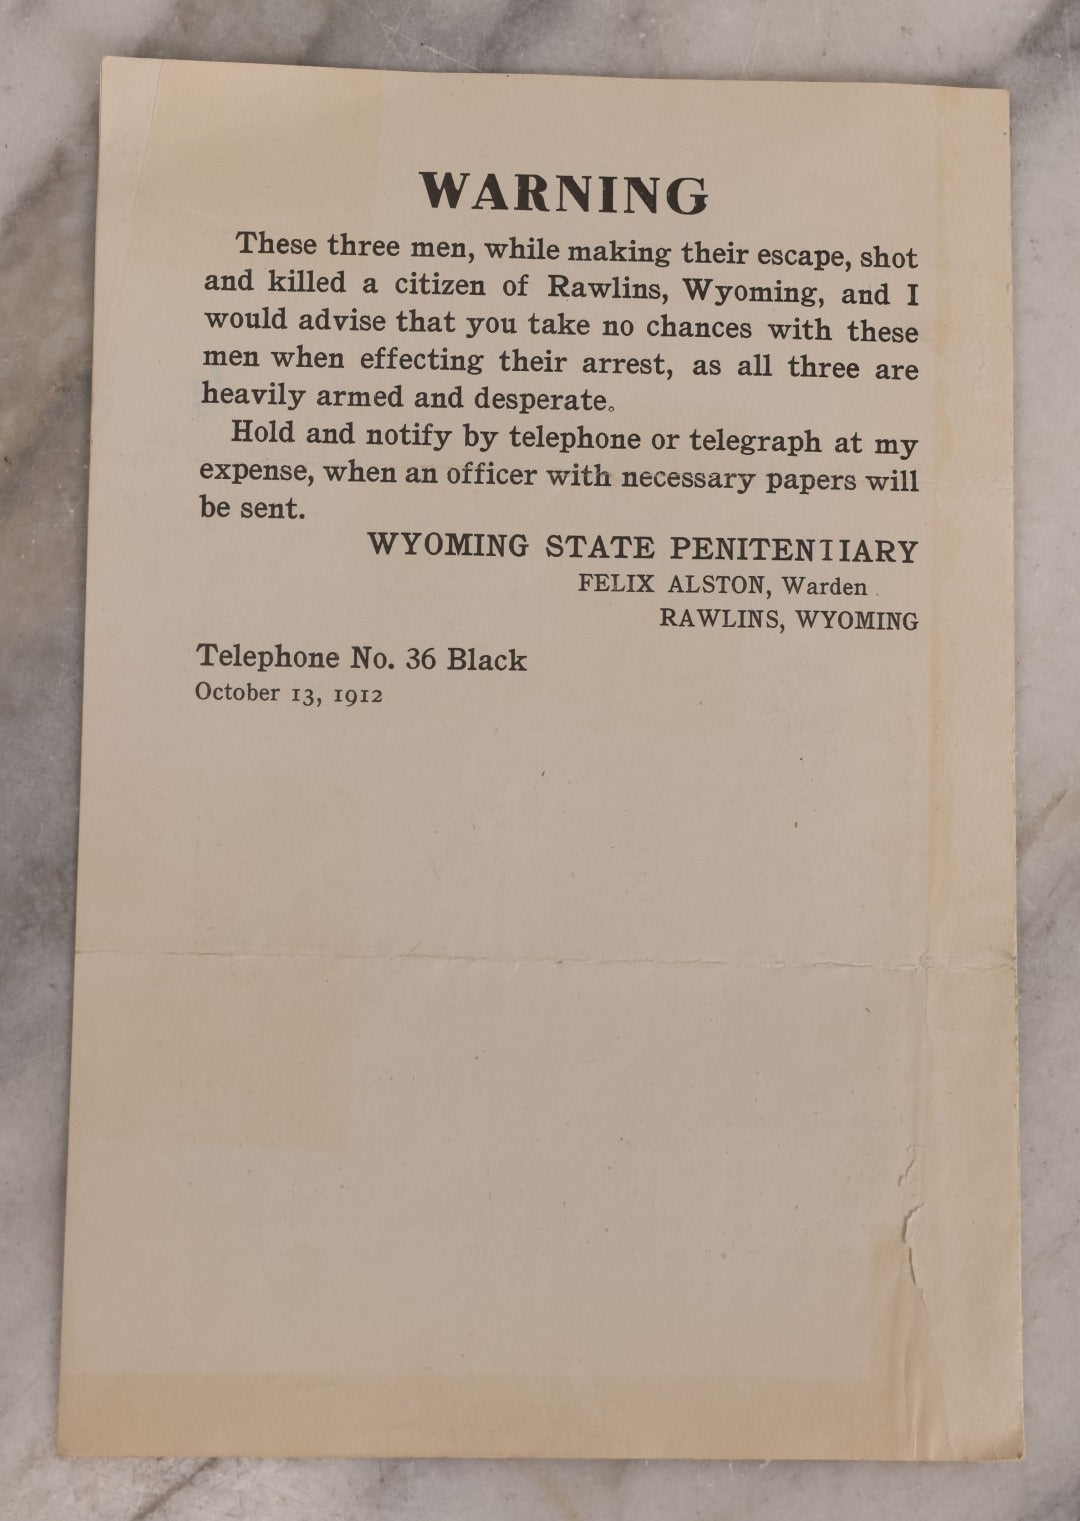 WARNING
These three men, while making their escape, shot
and killed a citizen of Rawlins, Wyoming, and I
would advise that you take no chances with these
men when effecting their arrest, as all three are
heavily armed and desperate.
Hold and notify by telephone or telegraph at my
expense, when an officer with necessary papers will
be sent.
WYOMING STATE PENITENTIARY
FELIX ALSTON, Warden
RAWLINS, WYOMING
Telephone No. 36 Black
October 13, 1912